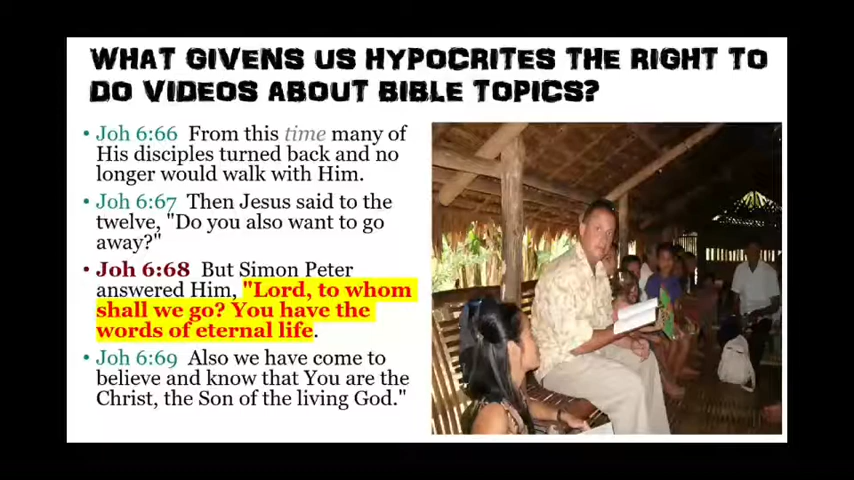 WHAT GIVENS US HYPOCRITES THE RIGHT TO
DO VIDEOS ABOUT BIBLE TOPICS?
• Joh 6:66 From this time many of
His disciples turned back and no
longer would walk with Him.
• Joh 6:67 Then Jesus said to the
twelve, "Do you also want to go
away?"
• Joh 6:68 But Simon Peter
answered Him, "Lord, to whom
shall we go? You have the
words of eternal life.
• Joh 6:69 Also we have come to
believe and know that You are the
Christ, the Son of the living God."